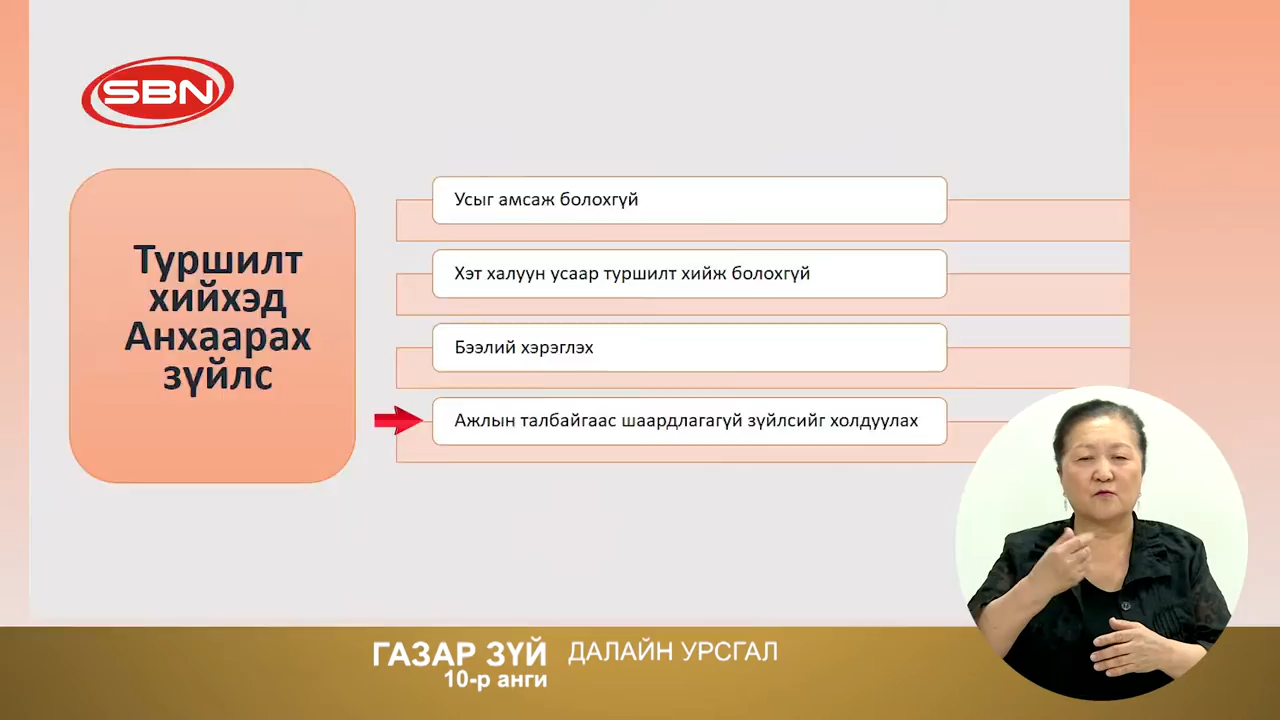 SBN
Туршилт
хийхэд
Анхаарах
зүйлс
Усыг амсаж болохгүй
Хэт халуун усаар туршилт хийж болохгүй
Бээлий хэрэглэх
Ажлын талбайгаас шаардлагагүй зүйлсийг холдуулах
ГАЗАР ЗҮЙ ДАЛАЙН УРСГАЛ
10-р анги